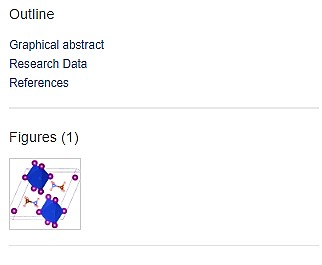 Outline
Graphical abstract
Research Data
References
Figures (1)